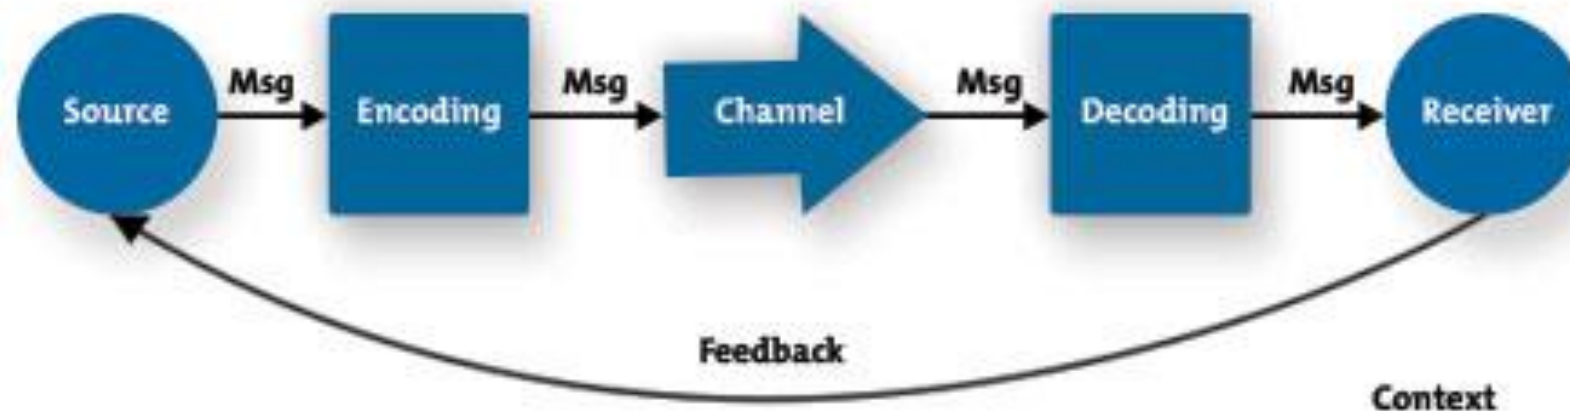 Source
Msg
Encoding
Msg
Channel
Msg
Decoding
Msg
Receiver
Feedback
Context